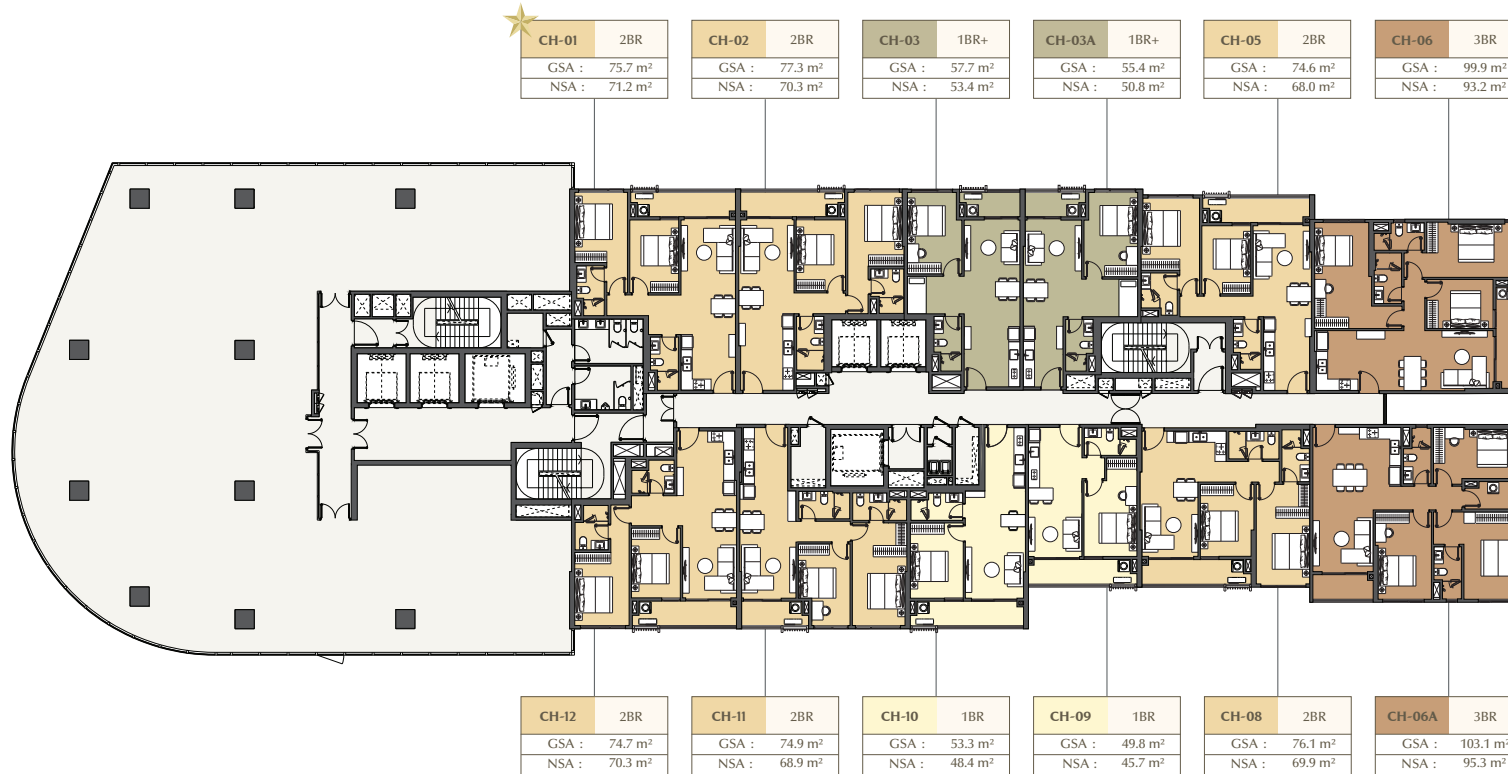 CH-01 2BR
GSA : 75.7 m²
NSA : 71.2 m²
CH-02 2BR
GSA : 77.3 m²
NSA : 70.3 m²
CH-03 1BR+
GSA : 57.7 m²
NSA : 53.4 m²
CH-03A 1BR+
GSA : 55.4 m²
NSA : 50.8 m²
CH-05 2BR
GSA : 74.6 m²
NSA : 68.0 m²
CH-06 3BR
GSA : 99.9 m²
NSA : 93.2 m²
CH-12 2BR
GSA : 74.7 m²
NSA : 70.3 m²
CH-11 2BR
GSA : 74.9 m²
NSA : 68.9 m²
CH-10 1BR
GSA : 53.3 m²
NSA : 48.4 m²
CH-09 1BR
GSA : 49.8 m²
NSA : 45.7 m²
CH-08 2BR
GSA : 76.1 m²
NSA : 69.9 m²
CH-06A 3BR
GSA : 103.1 m²
NSA : 95.3 m²